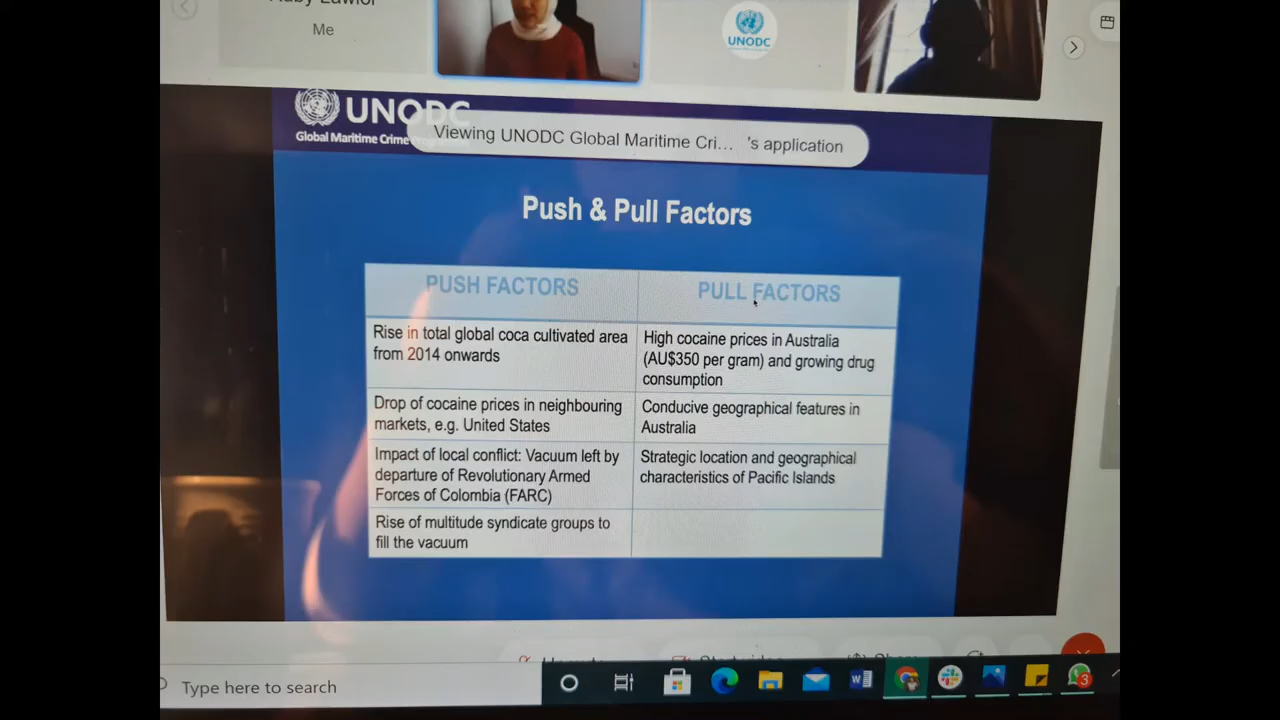 Me
UNODC
UNODC
Global Maritime Crime
Viewing UNODC Global Maritime Cri... 's application
Push & Pull Factors
PUSH FACTORS
PULL FACTORS
Rise in total global coca cultivated area
from 2014 onwards
High cocaine prices in Australia
(AU$350 per gram) and growing drug
consumption
Drop of cocaine prices in neighbouring
markets, e.g. United States
Conducive geographical features in
Australia
Impact of local conflict: Vacuum left by
departure of Revolutionary Armed
Forces of Colombia (FARC)
Strategic location and geographical
characteristics of Pacific Islands
Rise of multitude syndicate groups to
fill the vacuum
Type here to search
3